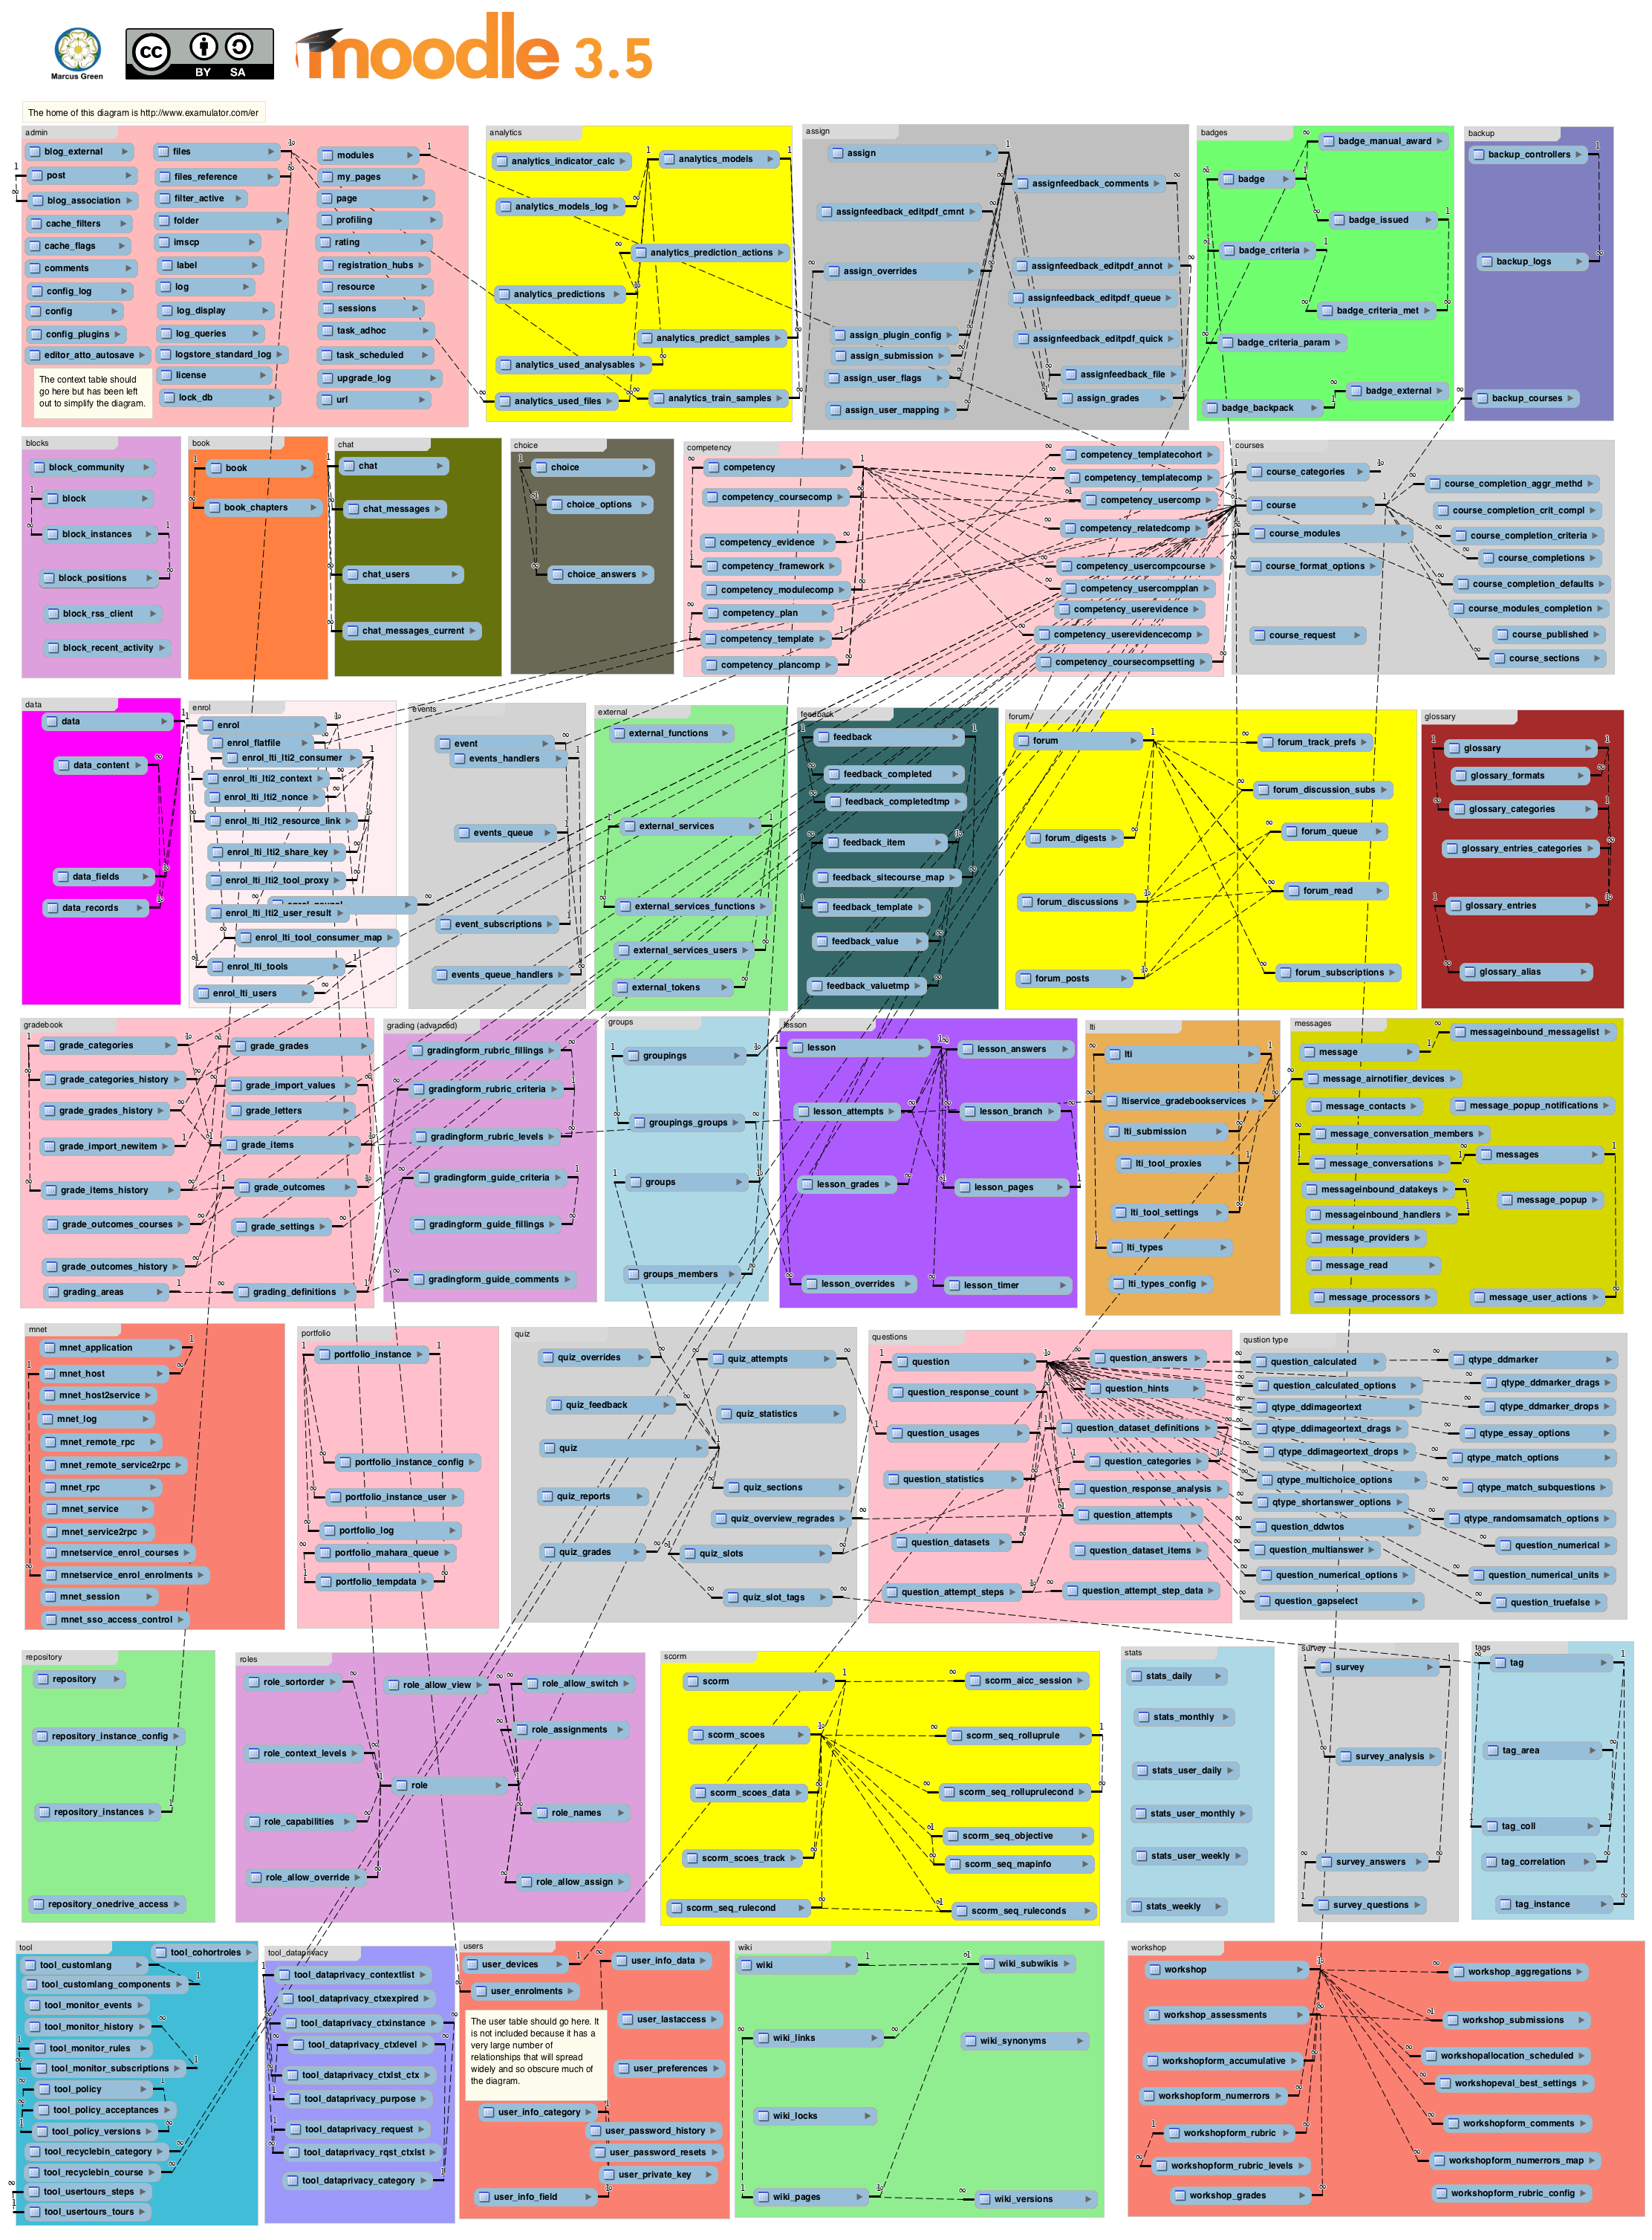 Marcus Green
CC BY SA
moodle 3.5
The home of this diagram is http://www.examulator.com/er
admin
blog_external
post
blog_association
cache_filters
cache_flags
comments
config_log
config
config_plugins
editor_atto_autosave
The context table should
go here but has been left
out to simplify the diagram.
files
files_reference
filter_active
folder
imscp
label
log
log_display
log_queries
logstore_standard_log
license
lock_db
modules
my_pages
page
profiling
rating
registration_hubs
resource
sessions
task_adhoc
task_scheduled
upgrade_log
url
analytics
analytics_indicator_calc
analytics_models
analytics_models_log
analytics_prediction_actions
analytics_predictions
analytics_predict_samples
analytics_used_analysables
analytics_used_files
analytics_train_samples
assign
assign
assignfeedback_comments
assignfeedback_editpdf_cmnt
assign_overrides
assignfeedback_editpdf_annot
assignfeedback_editpdf_queue
assign_plugin_config
assignfeedback_editpdf_quick
assign_submission
assign_user_flags
assignfeedback_file
assign_user_mapping
assign_grades
badges
badge_manual_award
badge
badge_issued
badge_criteria
badge_criteria_met
badge_criteria_param
badge_external
badge_backpack
backup
backup_controllers
backup_logs
backup_courses
blocks
block_community
block
block_instances
block_positions
block_rss_client
block_recent_activity
book
book
book_chapters
chat
chat
chat_messages
chat_users
chat_messages_current
choice
choice
choice_options
choice_answers
competency
competency
competency_coursecomp
competency_evidence
competency_framework
competency_modulecomp
competency_plan
competency_template
competency_plancomp
competency_templatecohort
competency_templatecomp
competency_usercomp
competency_relatedcomp
competency_usercompcourse
competency_usercompplan
competency_userevidence
competency_userevidencecomp
competency_coursecompsetting
courses
course_categories
course
course_modules
course_format_options
course_request
course_completion_aggr_methd
course_completion_crit_compl
course_completion_criteria
course_completions
course_completion_defaults
course_modules_completion
course_published
course_sections
data
data
data_content
data_fields
data_records
enrol
enrol
enrol_flatfile
enrol_lti_lti2_consumer
enrol_lti_lti2_context
enrol_lti_lti2_nonce
enrol_lti_lti2_resource_link
enrol_lti_lti2_share_key
enrol_lti_lti2_tool_proxy
enrol_lti_lti2_user_result
enrol_lti_tool_consumer_map
enrol_lti_tools
enrol_lti_users
events
event
events_handlers
events_queue
event_subscriptions
events_queue_handlers
external
external_functions
external_services
external_services_functions
external_services_users
external_tokens
feedback
feedback
feedback_completed
feedback_completedtmp
feedback_item
feedback_sitecourse_map
feedback_template
feedback_value
feedback_valuetmp
forum
forum
forum_track_prefs
forum_discussion_subs
forum_digests
forum_queue
forum_discussions
forum_read
forum_posts
forum_subscriptions
glossary
glossary
glossary_formats
glossary_categories
glossary_entries_categories
glossary_entries
glossary_alias
gradebook
grade_categories
grade_categories_history
grade_grades_history
grade_import_newitem
grade_items_history
grade_outcomes_courses
grade_outcomes_history
grading_areas
grade_grades
grade_import_values
grade_letters
grade_items
grade_outcomes
grade_settings
grading_definitions
grading (advanced)
gradingform_rubric_fillings
gradingform_rubric_criteria
gradingform_rubric_levels
gradingform_guide_criteria
gradingform_guide_fillings
gradingform_guide_comments
groups
groupings
groupings_groups
groups
groups_members
lesson
lesson
lesson_answers
lesson_attempts
lesson_branch
lesson_grades
lesson_pages
lesson_overrides
lesson_timer
lti
lti
ltiservice_gradebookservices
lti_submission
lti_tool_proxies
lti_tool_settings
lti_types
lti_types_config
messages
message
messageinbound_messagelist
message_airnotifier_devices
message_contacts
message_popup_notifications
message_conversation_members
message_conversations
messages
messageinbound_datakeys
message_popup
messageinbound_handlers
message_providers
message_read
message_processors
message_user_actions
mnet
mnet_application
mnet_host
mnet_host2service
mnet_log
mnet_remote_rpc
mnet_remote_service2rpc
mnet_rpc
mnet_service
mnet_service2rpc
mnetservice_enrol_courses
mnetservice_enrol_enrolments
mnet_session
mnet_sso_access_control
portfolio
portfolio_instance
portfolio_instance_config
portfolio_instance_user
portfolio_log
portfolio_mahara_queue
portfolio_tempdata
quiz
quiz_overrides
quiz_attempts
quiz_feedback
quiz_statistics
quiz
quiz_sections
quiz_reports
quiz_overview_regrades
quiz_grades
quiz_slots
quiz_slot_tags
questions
question
question_response_count
question_usages
question_statistics
question_datasets
question_attempt_steps
question_answers
question_hints
question_dataset_definitions
question_categories
question_response_analysis
question_attempts
question_dataset_items
question_attempt_step_data
qustion type
question_calculated
question_calculated_options
qtype_ddimageortext
qtype_ddimageortext_drags
qtype_ddimageortext_drops
qtype_multichoice_options
qtype_shortanswer_options
question_ddwtos
question_multianswer
question_numerical_options
question_gapselect
qtype_ddmarker
qtype_ddmarker_drags
qtype_ddmarker_drops
qtype_essay_options
qtype_match_options
qtype_match_subquestions
qtype_randomsamatch_options
question_numerical
question_numerical_units
question_truefalse
repository
repository
repository_instance_config
repository_instances
repository_onedrive_access
roles
role_sortorder
role_allow_view
role_allow_switch
role_assignments
role_context_levels
role
role_names
role_capabilities
role_allow_override
role_allow_assign
scorm
scorm
scorm_aicc_session
scorm_scoes
scorm_seq_rolluprule
scorm_scoes_data
scorm_seq_rolluprulecond
scorm_seq_objective
scorm_scoes_track
scorm_seq_mapinfo
scorm_seq_rulecond
scorm_seq_ruleconds
stats
stats_daily
stats_monthly
stats_user_daily
stats_user_monthly
stats_user_weekly
stats_weekly
survey
survey
survey_analysis
survey_answers
survey_questions
tags
tag
tag_area
tag_coll
tag_correlation
tag_instance
tool
tool_cohortroles
tool_customlang
tool_customlang_components
tool_monitor_events
tool_monitor_history
tool_monitor_rules
tool_monitor_subscriptions
tool_policy
tool_policy_acceptances
tool_policy_versions
tool_recyclebin_category
tool_recyclebin_course
tool_usertours_steps
tool_usertours_tours
tool_dataprivacy
tool_dataprivacy_contextlist
tool_dataprivacy_ctxexpired
tool_dataprivacy_ctxinstance
tool_dataprivacy_ctxlevel
tool_dataprivacy_ctxlst_ctx
tool_dataprivacy_purpose
tool_dataprivacy_request
tool_dataprivacy_rqst_ctxlst
tool_dataprivacy_category
users
user_devices
user_info_data
user_enrolments
user_lastaccess
The user table should go here. It
is not included because it has a
very large number of
relationships that will spread
widely and so obscure much of
the diagram.
user_preferences
user_info_category
user_password_history
user_password_resets
user_private_key
user_info_field
wiki
wiki
wiki_subwikis
wiki_links
wiki_synonyms
wiki_locks
wiki_pages
wiki_versions
workshop
workshop
workshop_aggregations
workshop_assessments
workshop_submissions
workshopform_accumulative
workshopallocation_scheduled
workshopform_numerrors
workshopeval_best_settings
workshopform_rubric
workshopform_comments
workshopform_rubric_levels
workshopform_numerrors_map
workshop_grades
workshopform_rubric_config